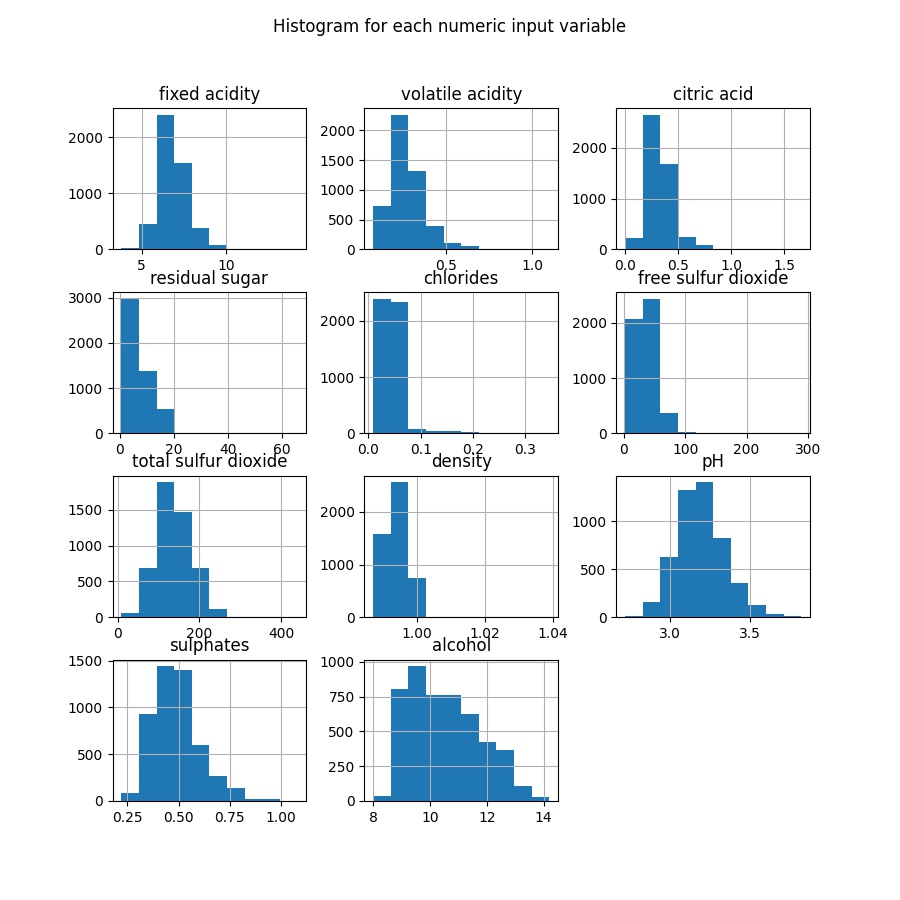 Histogram for each numeric input variable
fixed acidity
2000
1000
0
5 10
volatile acidity
2000
1500
1000
500
0
0.5 1.0
citric acid
2000
1000
0
0.0 0.5 1.0 1.5
residual sugar
3000
2000
1000
0
0 20 40 60
chlorides
2000
1000
0
0.0 0.1 0.2 0.3
free sulfur dioxide
2000
1000
0
0 100 200 300
total sulfur dioxide
1500
1000
500
0
0 200 400
density
2000
1000
0
1.00 1.02 1.04
pH
1000
500
0
3.0 3.5
sulphates
1500
1000
500
0
0.25 0.50 0.75 1.00
alcohol
1000
750
500
250
0
8 10 12 14